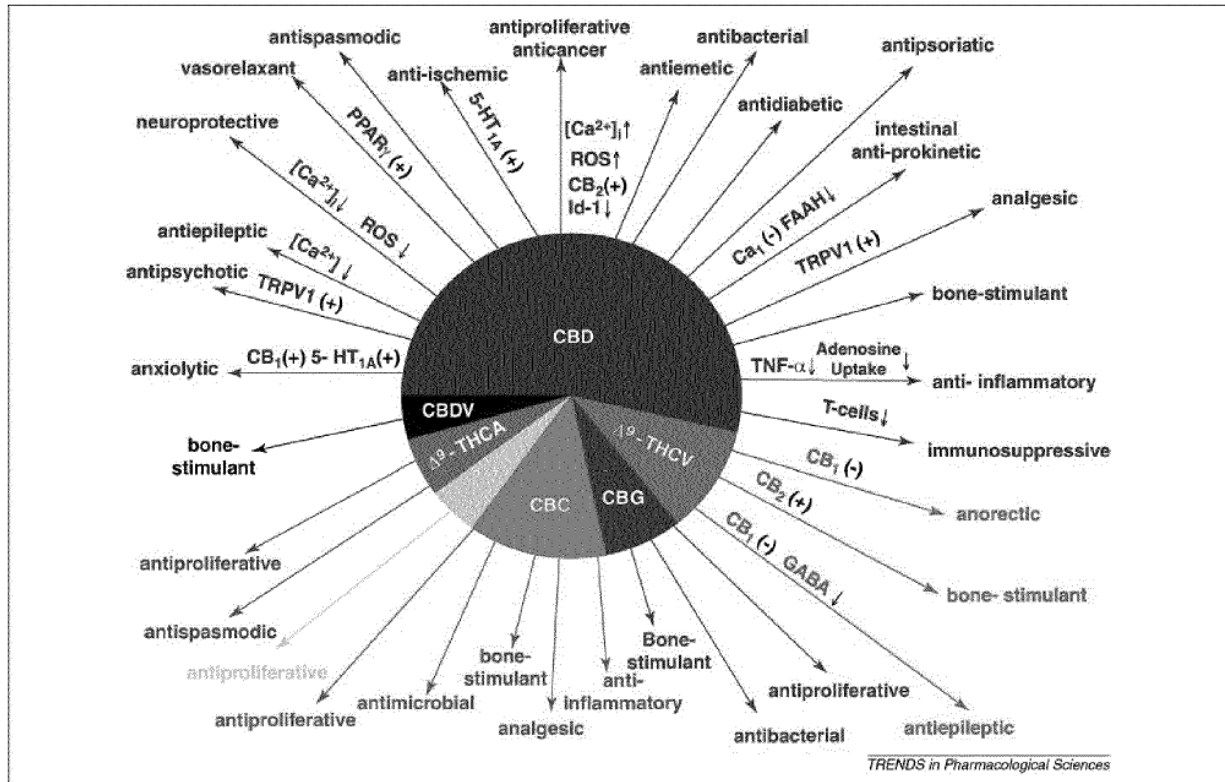 antiproliferative
anticancer
antispasmodic
antibacterial
antipsoriatic
vasorelaxant
anti-ischemic
antiemetic
antidiabetic
neuroprotective
intestinal
anti-prokinetic
PPARγ (+)
5-HT1A (+)
[Ca2+]i↑
ROS↑
CB2(+)
Id-1↓
[Ca2+]i↓ ROS ↓
Ca1 (-) FAAH↓
analgesic
antiepileptic
[Ca2+] ↓
TRPV1 (+)
antipsychotic
TRPV1 (+)
bone-stimulant
CBD
anxiolytic
CB1(+) 5- HT1A(+)
TNF-α↓
Adenosine
Uptake ↓
anti- inflammatory
CBDV
T-cells↓
immunosuppressive
bone-
stimulant
Δ9-THCA
Δ9-THCV
CBC
CBG
CB1 (-)
anorectic
CB2 (+)
bone- stimulant
CB1 (-) GABA ↓
antiepileptic
antiproliferative
antispasmodic
antiproliferative
antiproliferative
antimicrobial
bone-
stimulant
analgesic
anti-
inflammatory
Bone-
stimulant
antibacterial
antiproliferative
TRENDS in Pharmacological Sciences